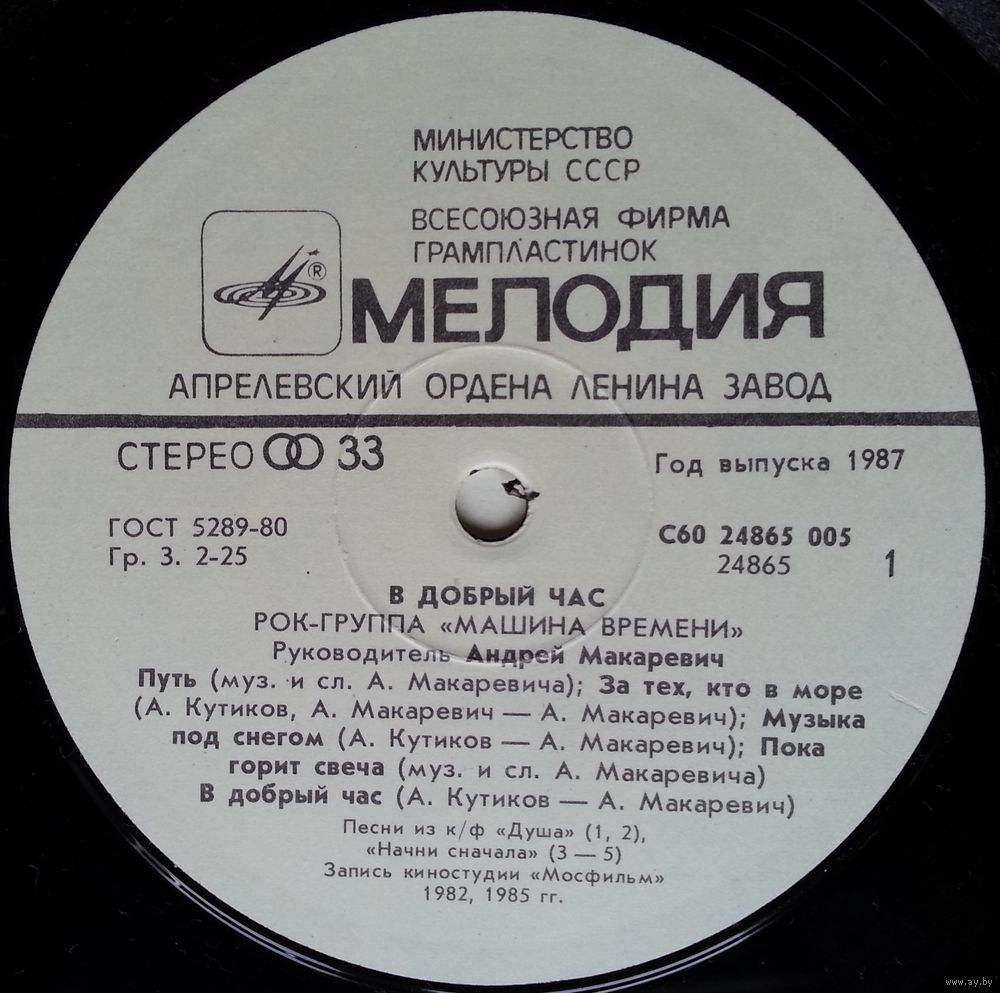 МИНИСТЕРСТВО
КУЛЬТУРЫ СССР
ВСЕСОЮЗНАЯ ФИРМА
ГРАМПЛАСТИНОК
®
МЕЛОДИЯ
АПРЕЛЕВСКИЙ ОРДЕНА ЛЕНИНА ЗАВОД
СТЕРЕО 33
Год выпуска 1987
ГОСТ 5289-80
Гр. 3. 2-25
С60 24865 005
24865
1
В ДОБРЫЙ ЧАС
РОК-ГРУППА «МАШИНА ВРЕМЕНИ»
Руководитель Андрей Макаревич
Путь (муз. и сл. А. Макаревича); За тех, кто в море
(А. Кутиков, А. Макаревич — А. Макаревич); Музыка
под снегом (А. Кутиков — А. Макаревич); Пока
горит свеча (муз. и сл. А. Макаревича)
В добрый час (А. Кутиков — А. Макаревич)
Песни из к/ф «Душа» (1, 2),
«Начни сначала» (3 — 5)
Запись киностудии «Мосфильм»
1982, 1985 гг.
www.ay.by